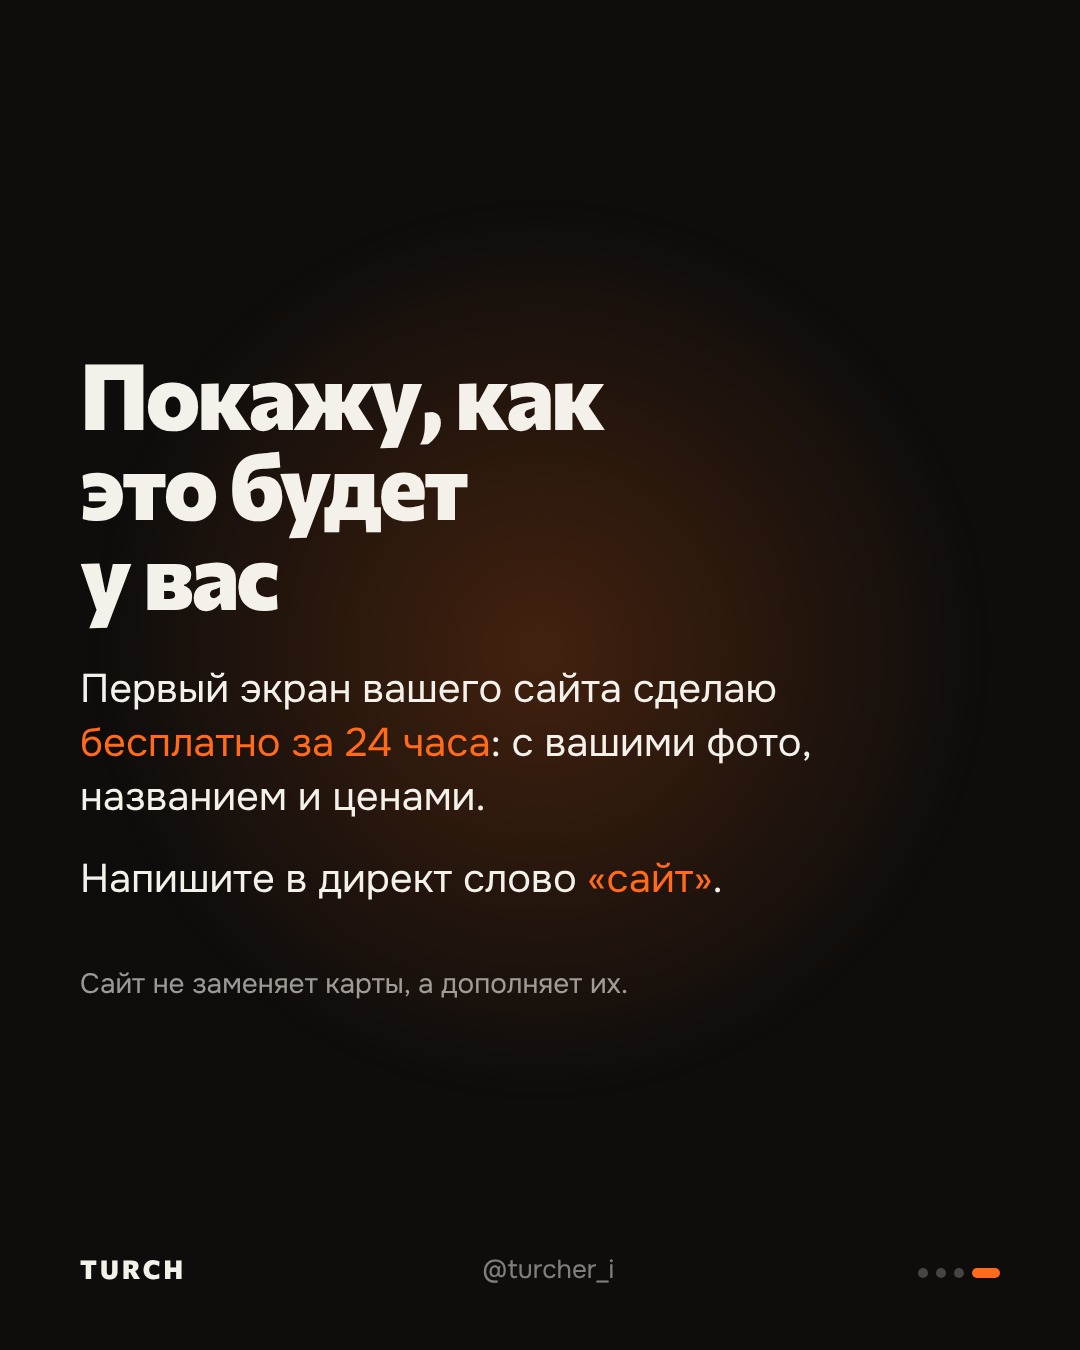 Покажу, как
это будет
у вас
Первый экран вашего сайта сделаю
бесплатно за 24 часа: с вашими фото,
названием и ценами.
Напишите в директ слово «сайт».
Сайт не заменяет карты, а дополняет их.
TURCH
@turcher_i